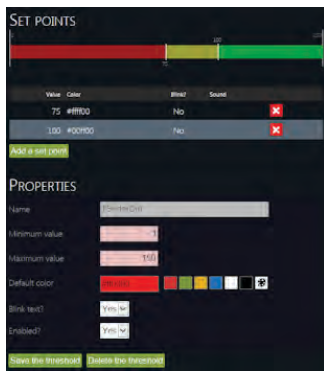 SET POINTS
100
75
Value Color Blink? Sound
75 #ffff00 No
100 #00ff00 No
Add a set point
PROPERTIES
Name
Minimum value
Maximum value 150
Default color
Blink text? Yes
Enabled? Yes
Save the threshold Delete the threshold